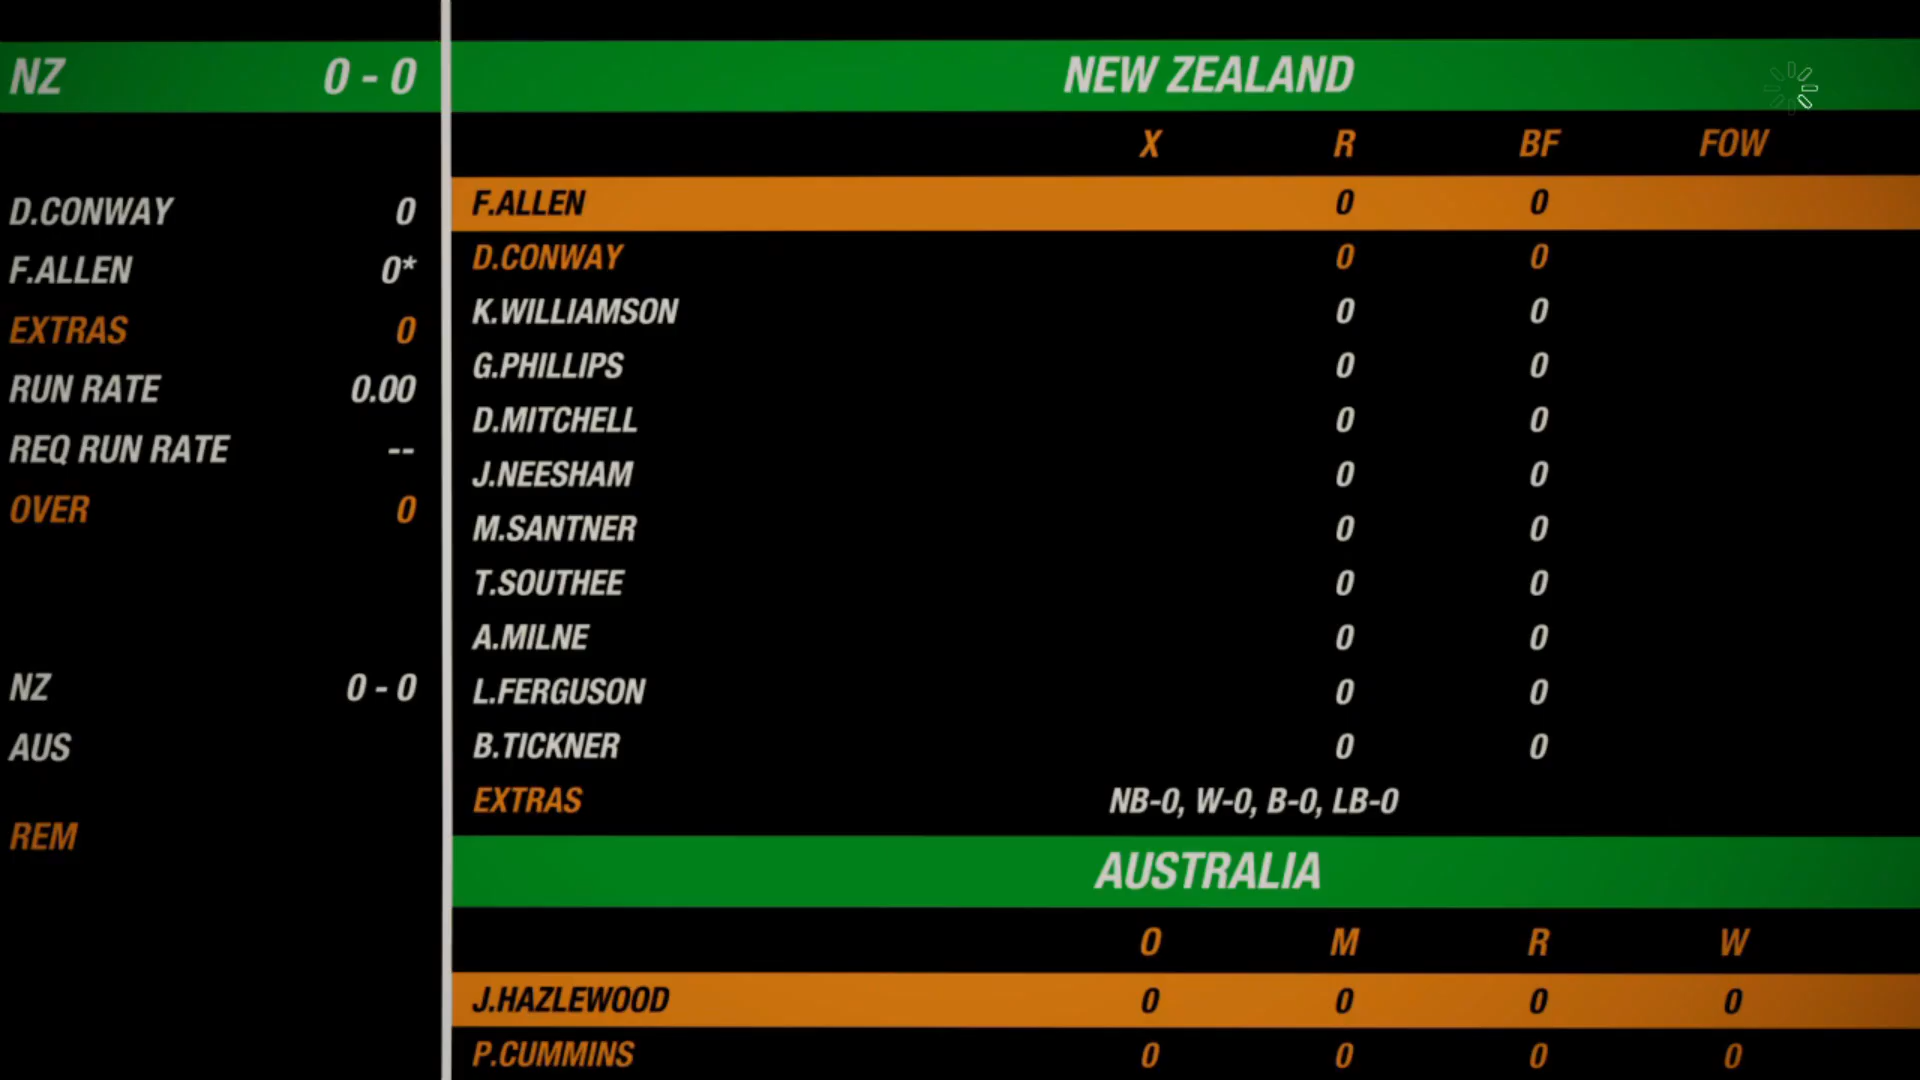 NZ 0 - 0
D.CONWAY 0
F.ALLEN 0*
EXTRAS 0
RUN RATE 0.00
REQ RUN RATE --
OVER 0
NZ 0 - 0
AUS
REM
NEW ZEALAND
X R BF FOW
F.ALLEN 0 0
D.CONWAY 0 0
K.WILLIAMSON 0 0
G.PHILLIPS 0 0
D.MITCHELL 0 0
J.NEESHAM 0 0
M.SANTNER 0 0
T.SOUTHEE 0 0
A.MILNE 0 0
L.FERGUSON 0 0
B.TICKNER 0 0
EXTRAS NB-0, W-0, B-0, LB-0
AUSTRALIA
O M R W
J.HAZLEWOOD 0 0 0 0
P.CUMMINS 0 0 0 0